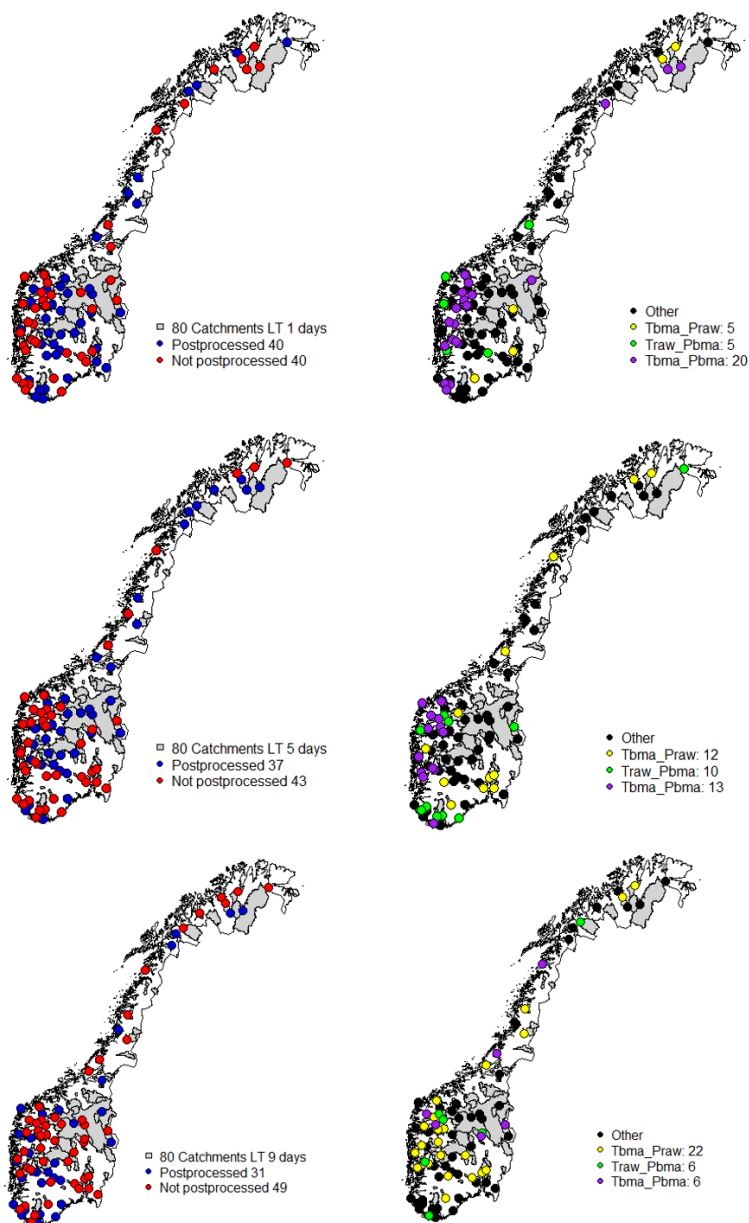 80 Catchments LT 1 days
Postprocessed 40
Not postprocessed 40
Other
Tbma_Praw: 5
Traw_Pbma: 5
Tbma_Pbma: 20
80 Catchments LT 5 days
Postprocessed 37
Not postprocessed 43
Other
Tbma_Praw: 12
Traw_Pbma: 10
Tbma_Pbma: 13
80 Catchments LT 9 days
Postprocessed 31
Not postprocessed 49
Other
Tbma_Praw: 22
Traw_Pbma: 6
Tbma_Pbma: 6